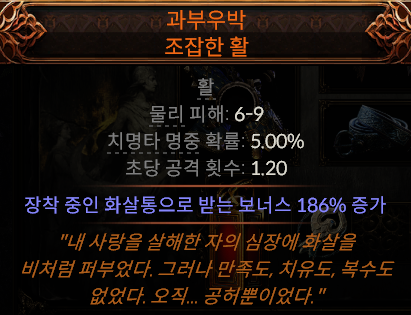 과부우박
조잡한 활
활
물리 피해: 6-9
치명타 명중 확률: 5.00%
초당 공격 횟수: 1.20
장착 중인 화살통으로 받는 보너스 186% 증가
"내 사랑을 살해한 자의 심장에 화살을
비처럼 퍼부었다. 그러나 만족도, 치유도, 복수도
없었다. 오직... 공허뿐이었다."